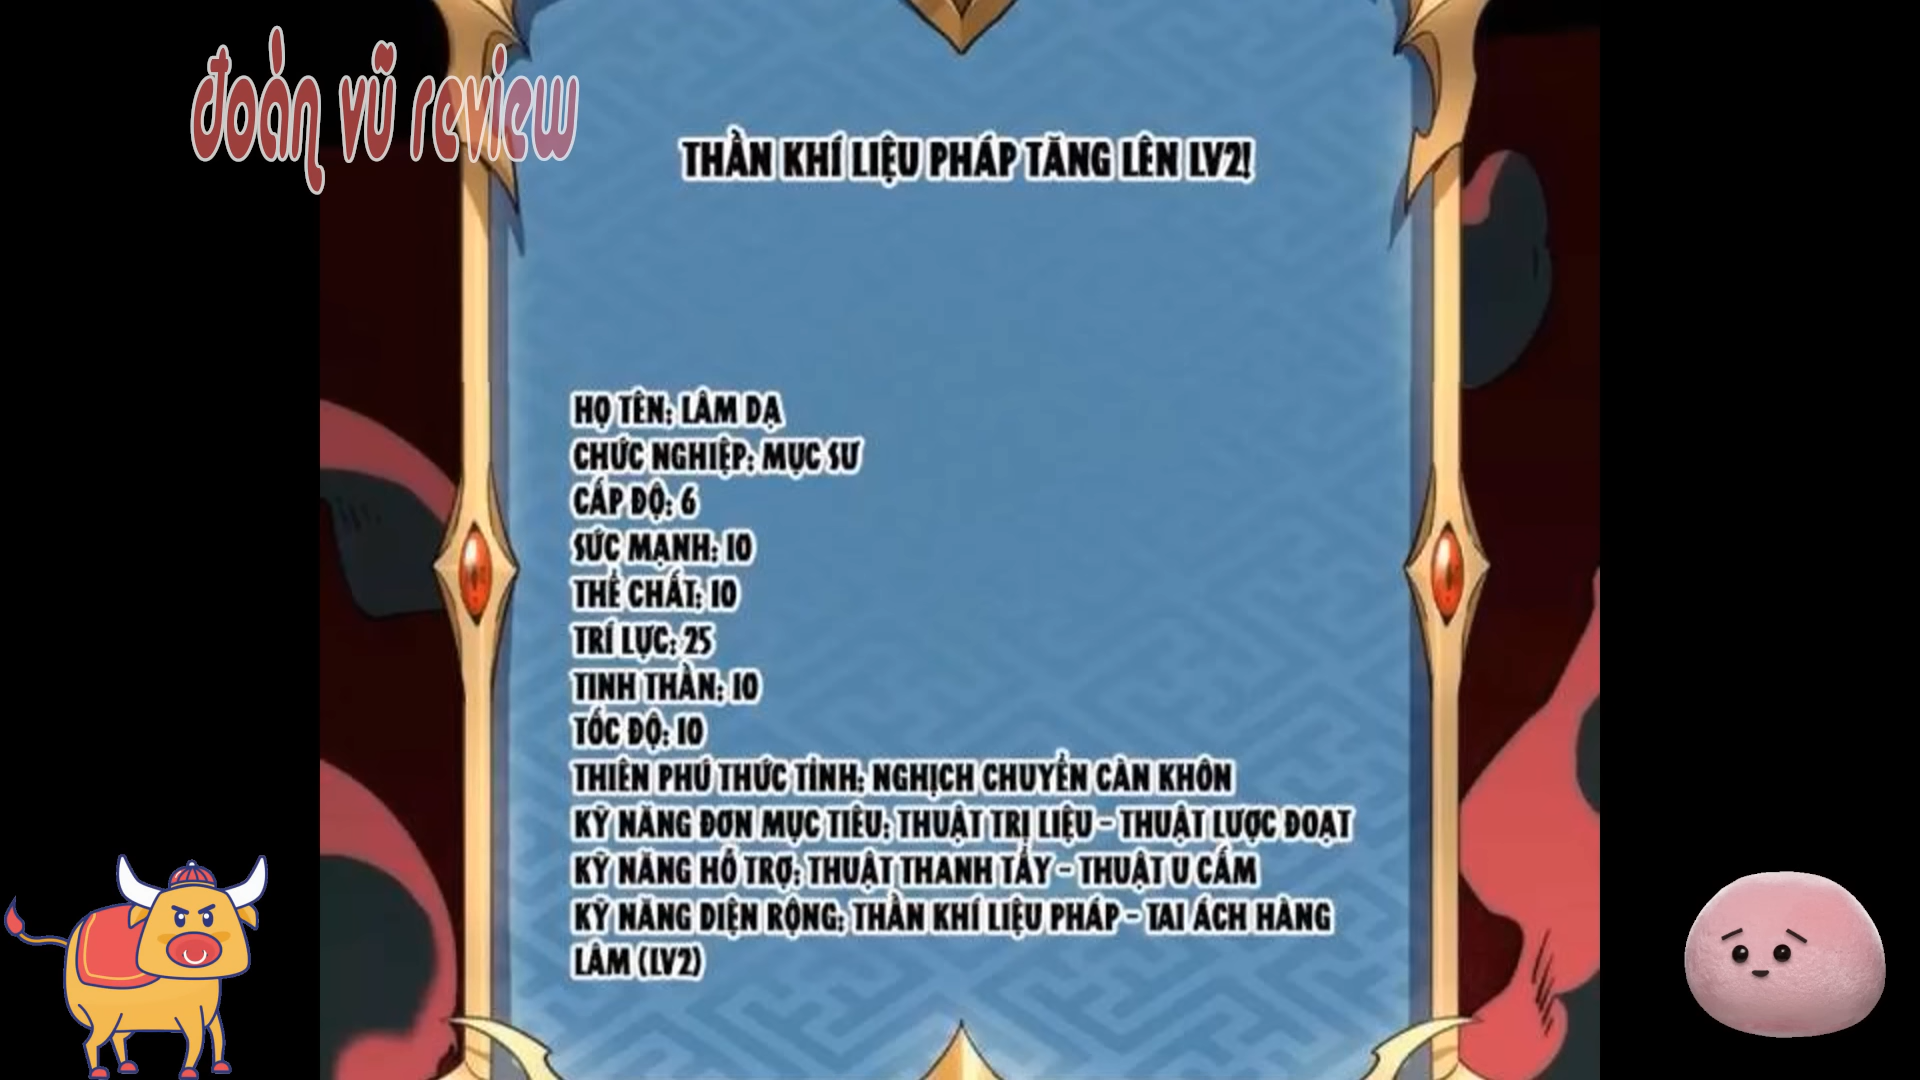 đoản vũ review
THẦN KHÍ LIỆU PHÁP TĂNG LÊN LV2!
HỌ TÊN: LÂM DẠ
CHỨC NGHIỆP: MỤC SƯ
CẤP ĐỘ: 6
SỨC MẠNH: 10
THỂ CHẤT: 10
TRÍ LỰC: 25
TINH THẦN: 10
TỐC ĐỘ: 10
THIÊN PHÚ THỨC TỈNH: NGHỊCH CHUYỂN CÀN KHÔN
KỸ NĂNG ĐƠN MỤC TIÊU: THUẬT TRỊ LIỆU - THUẬT LƯỢC ĐOẠT
KỸ NĂNG HỖ TRỢ: THUẬT THANH TẨY - THUẬT U CẤM
KỸ NĂNG DIỆN RỘNG: THẦN KHÍ LIỆU PHÁP - TAI ÁCH HÀNG
LÂM (LV2)